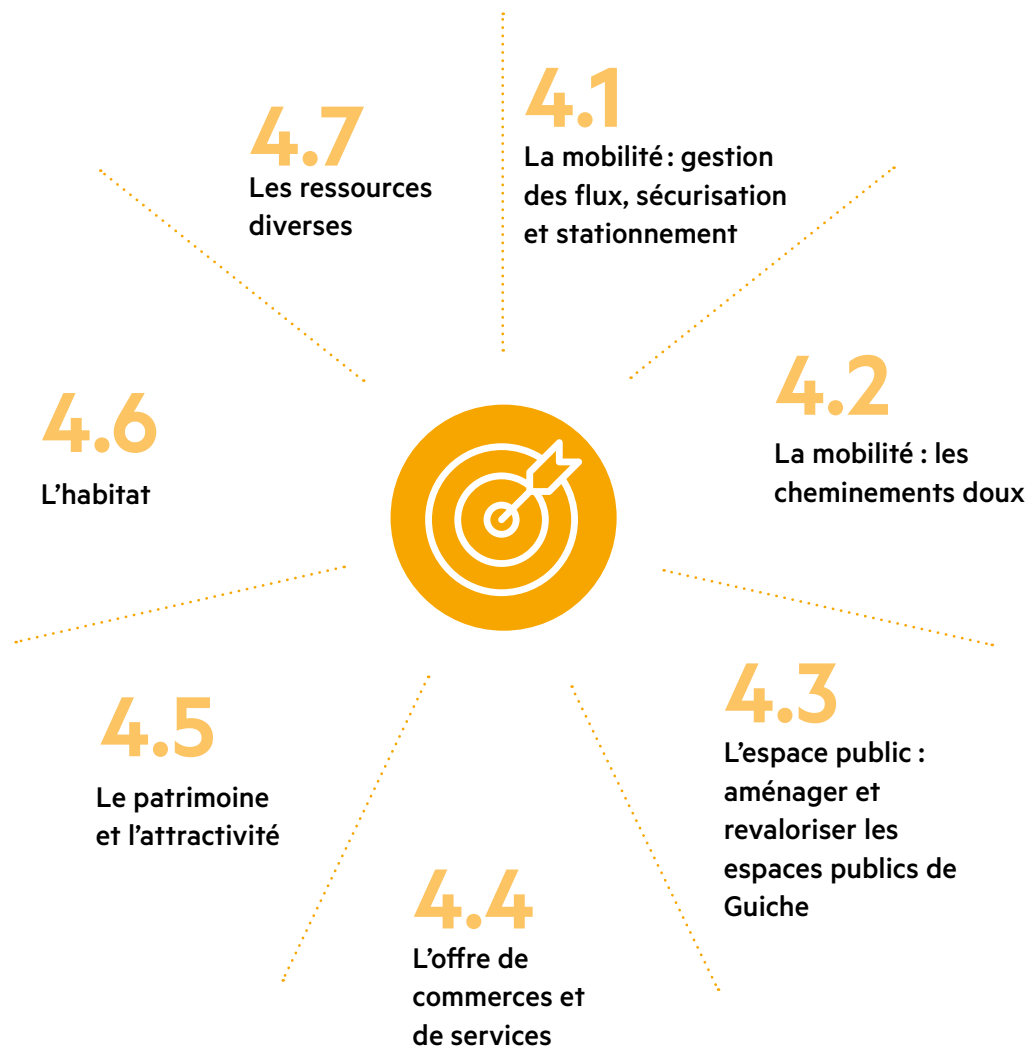 4.1
La mobilité : gestion
des flux, sécurisation
et stationnement
4.2
La mobilité : les
cheminements doux
4.3
L’espace public :
aménager et
revaloriser les
espaces publics de
Guiche
4.4
L’offre de
commerces et
de services
4.5
Le patrimoine
et l’attractivité
4.6
L’habitat
4.7
Les ressources
diverses